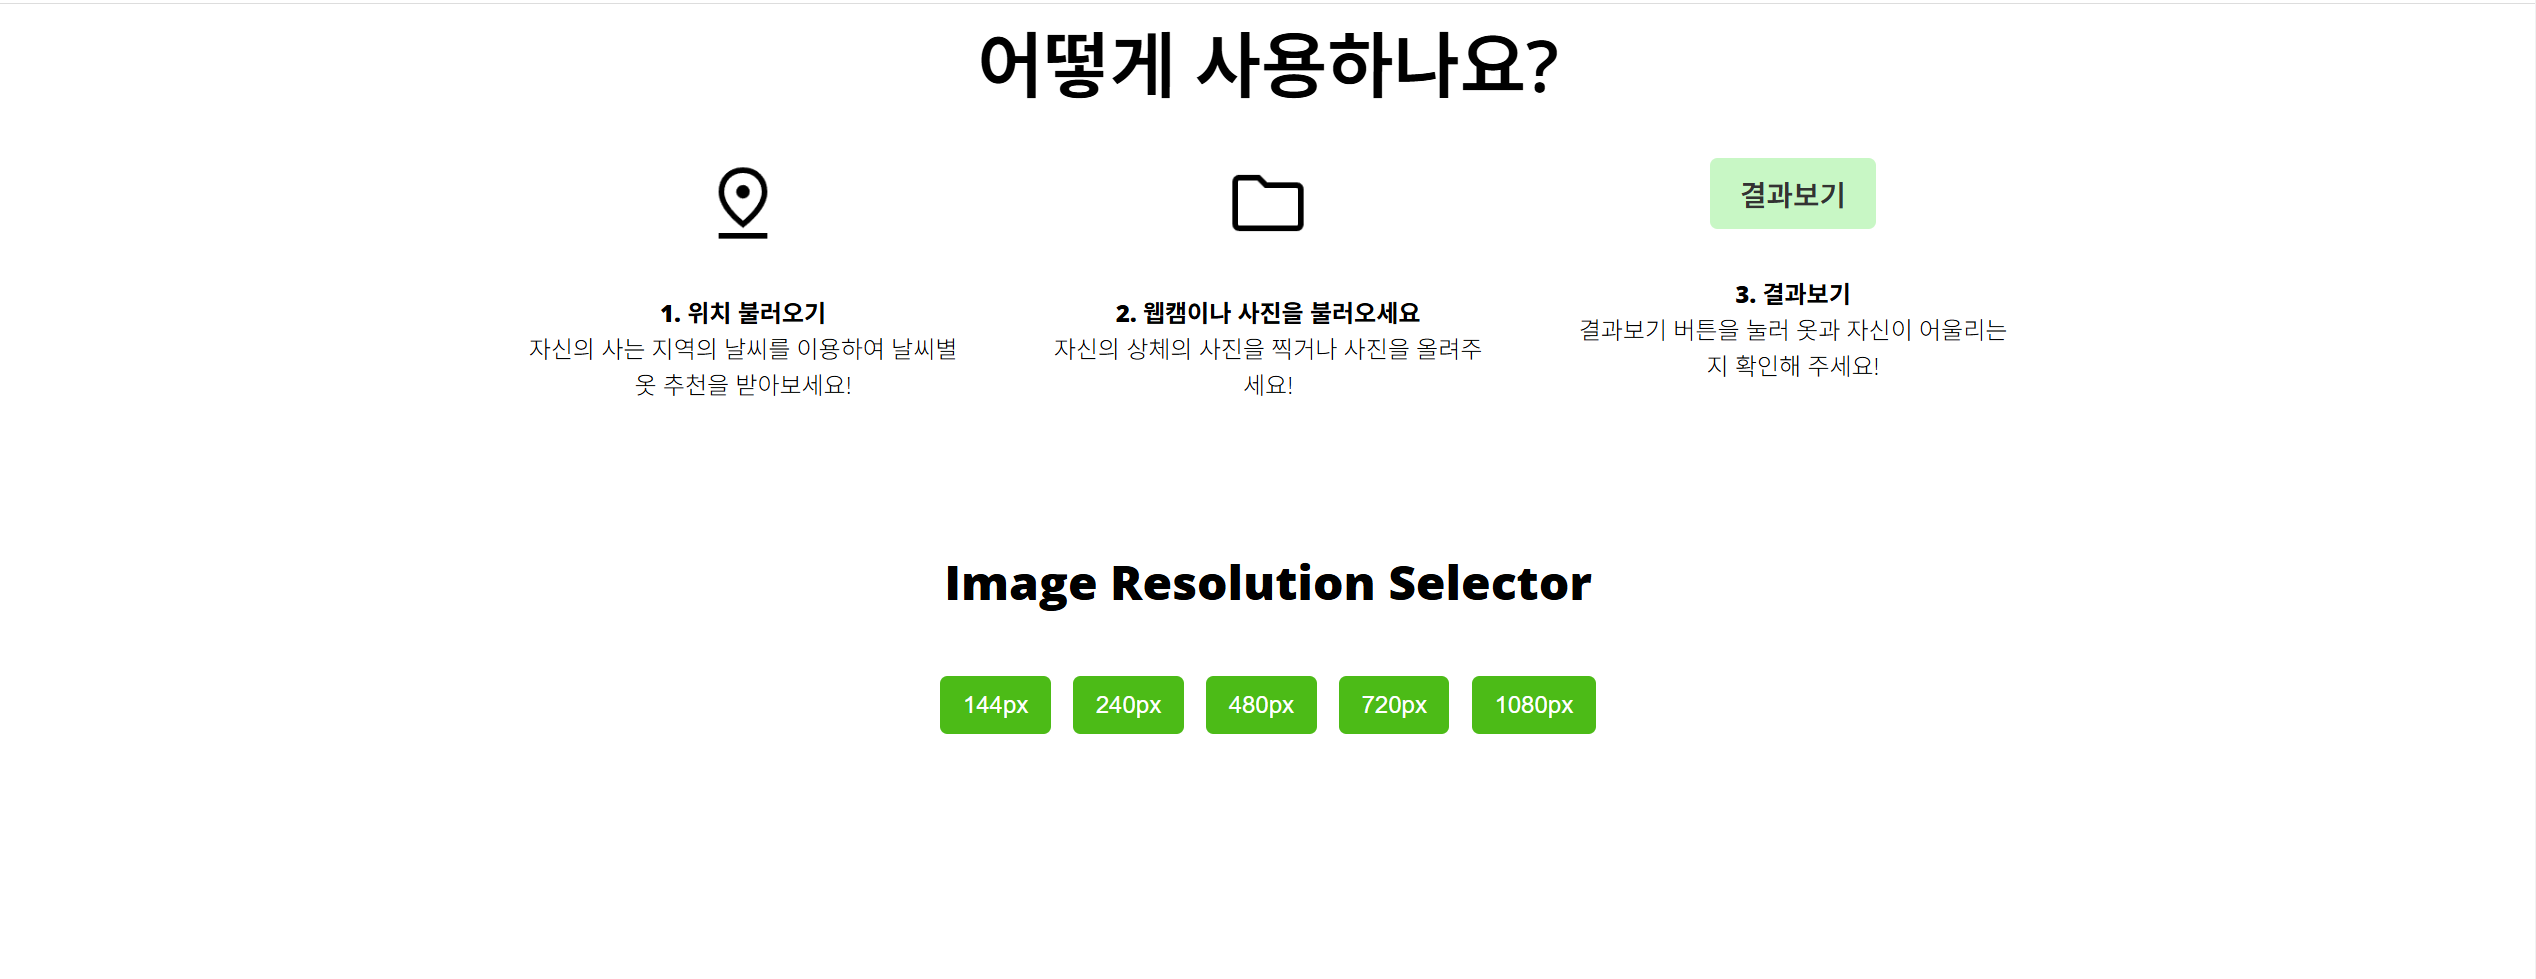 어떻게 사용하나요?
결과보기
1. 위치 불러오기
자신의 사는 지역의 날씨를 이용하여 날씨별
옷 추천을 받아보세요!
2. 웹캠이나 사진을 불러오세요
자신의 상체의 사진을 찍거나 사진을 올려주
세요!
3. 결과보기
결과보기 버튼을 눌러 옷과 자신이 어울리는
지 확인해 주세요!
Image Resolution Selector
144px
240px
480px
720px
1080px